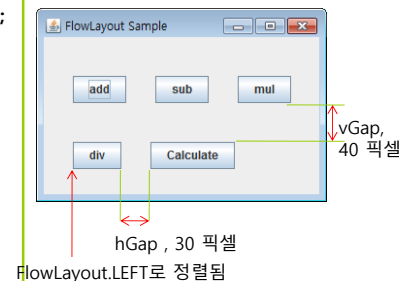 ;
FlowLayout Sample
add sub mul
vGap,
40 픽셀
div Calculate
hGap , 30 픽셀
FlowLayout.LEFT로 정렬됨